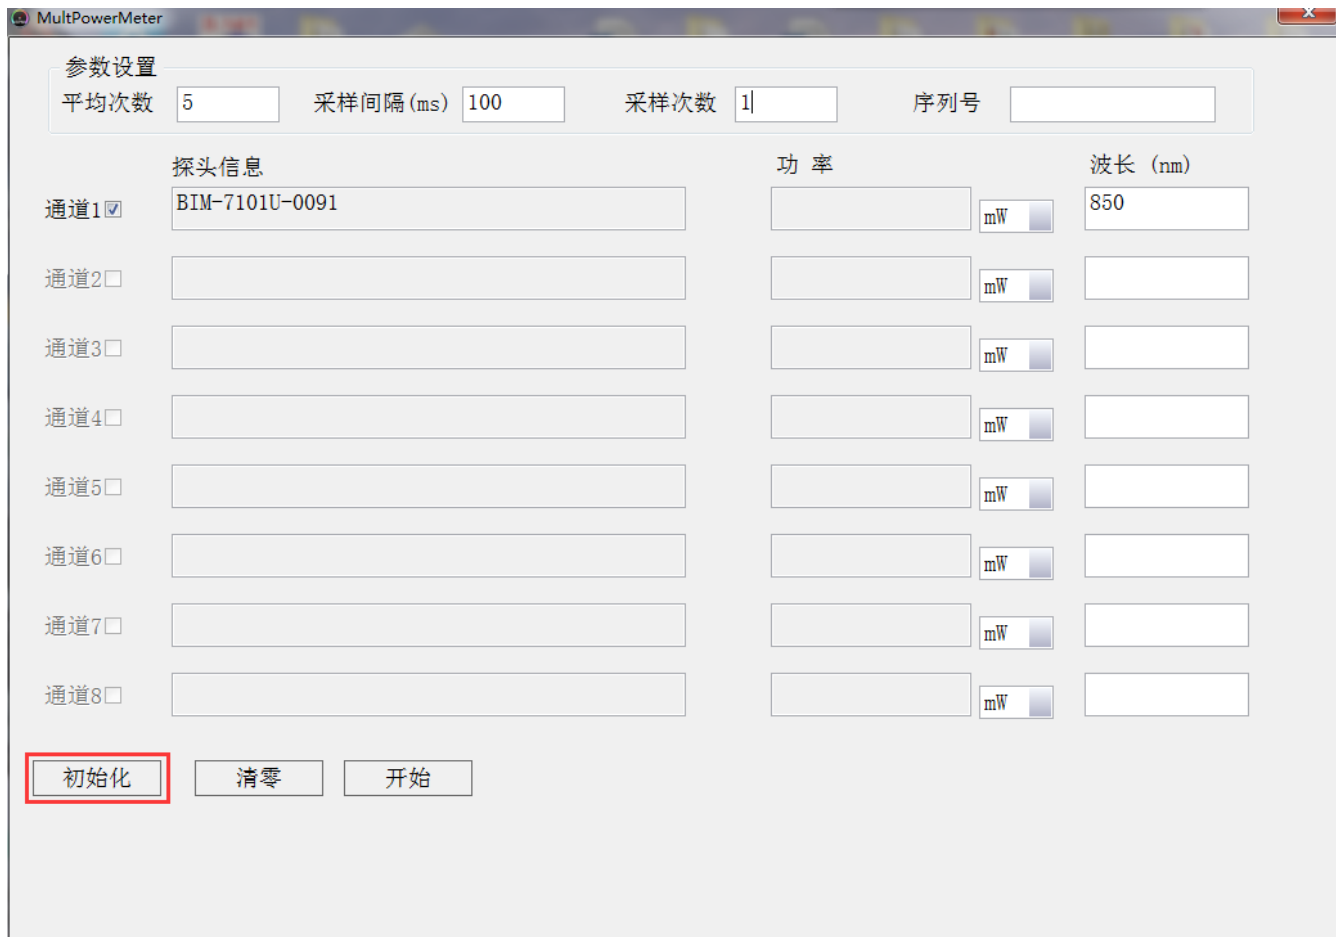 MultPowerMeter
参数设置
平均次数 5 采样间隔(ms) 100 采样次数 1 序列号
探头信息 功 率 波长 (nm)
通道1 BIM-7101U-0091 mW 850
通道2 mW
通道3 mW
通道4 mW
通道5 mW
通道6 mW
通道7 mW
通道8 mW
初始化 清零 开始